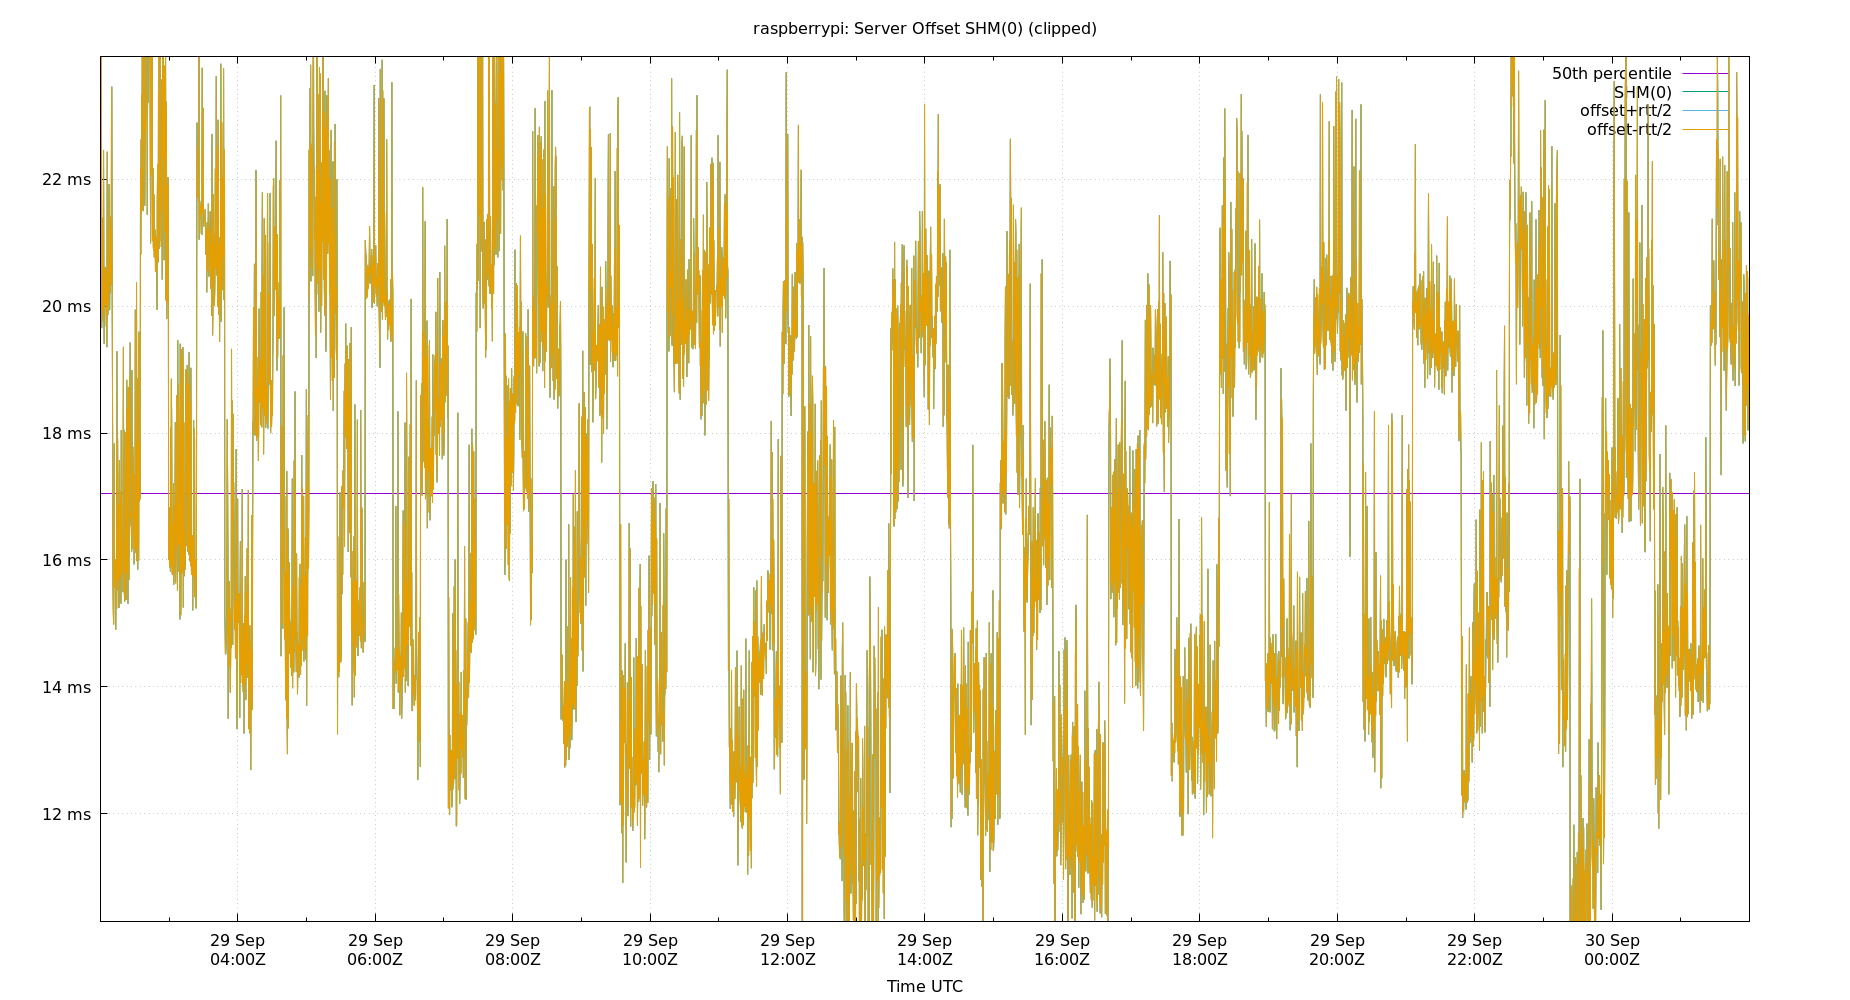 raspberrypi: Server Offset SHM(0) (clipped)
50th percentile
SHM(0)
offset+rtt/2
offset-rtt/2
22 ms
20 ms
18 ms
16 ms
14 ms
12 ms
29 Sep 29 Sep 29 Sep 29 Sep 29 Sep 29 Sep 29 Sep 29 Sep 29 Sep 29 Sep 30 Sep
04:00Z 06:00Z 08:00Z 10:00Z 12:00Z 14:00Z 16:00Z 18:00Z 20:00Z 22:00Z 00:00Z
Time UTC